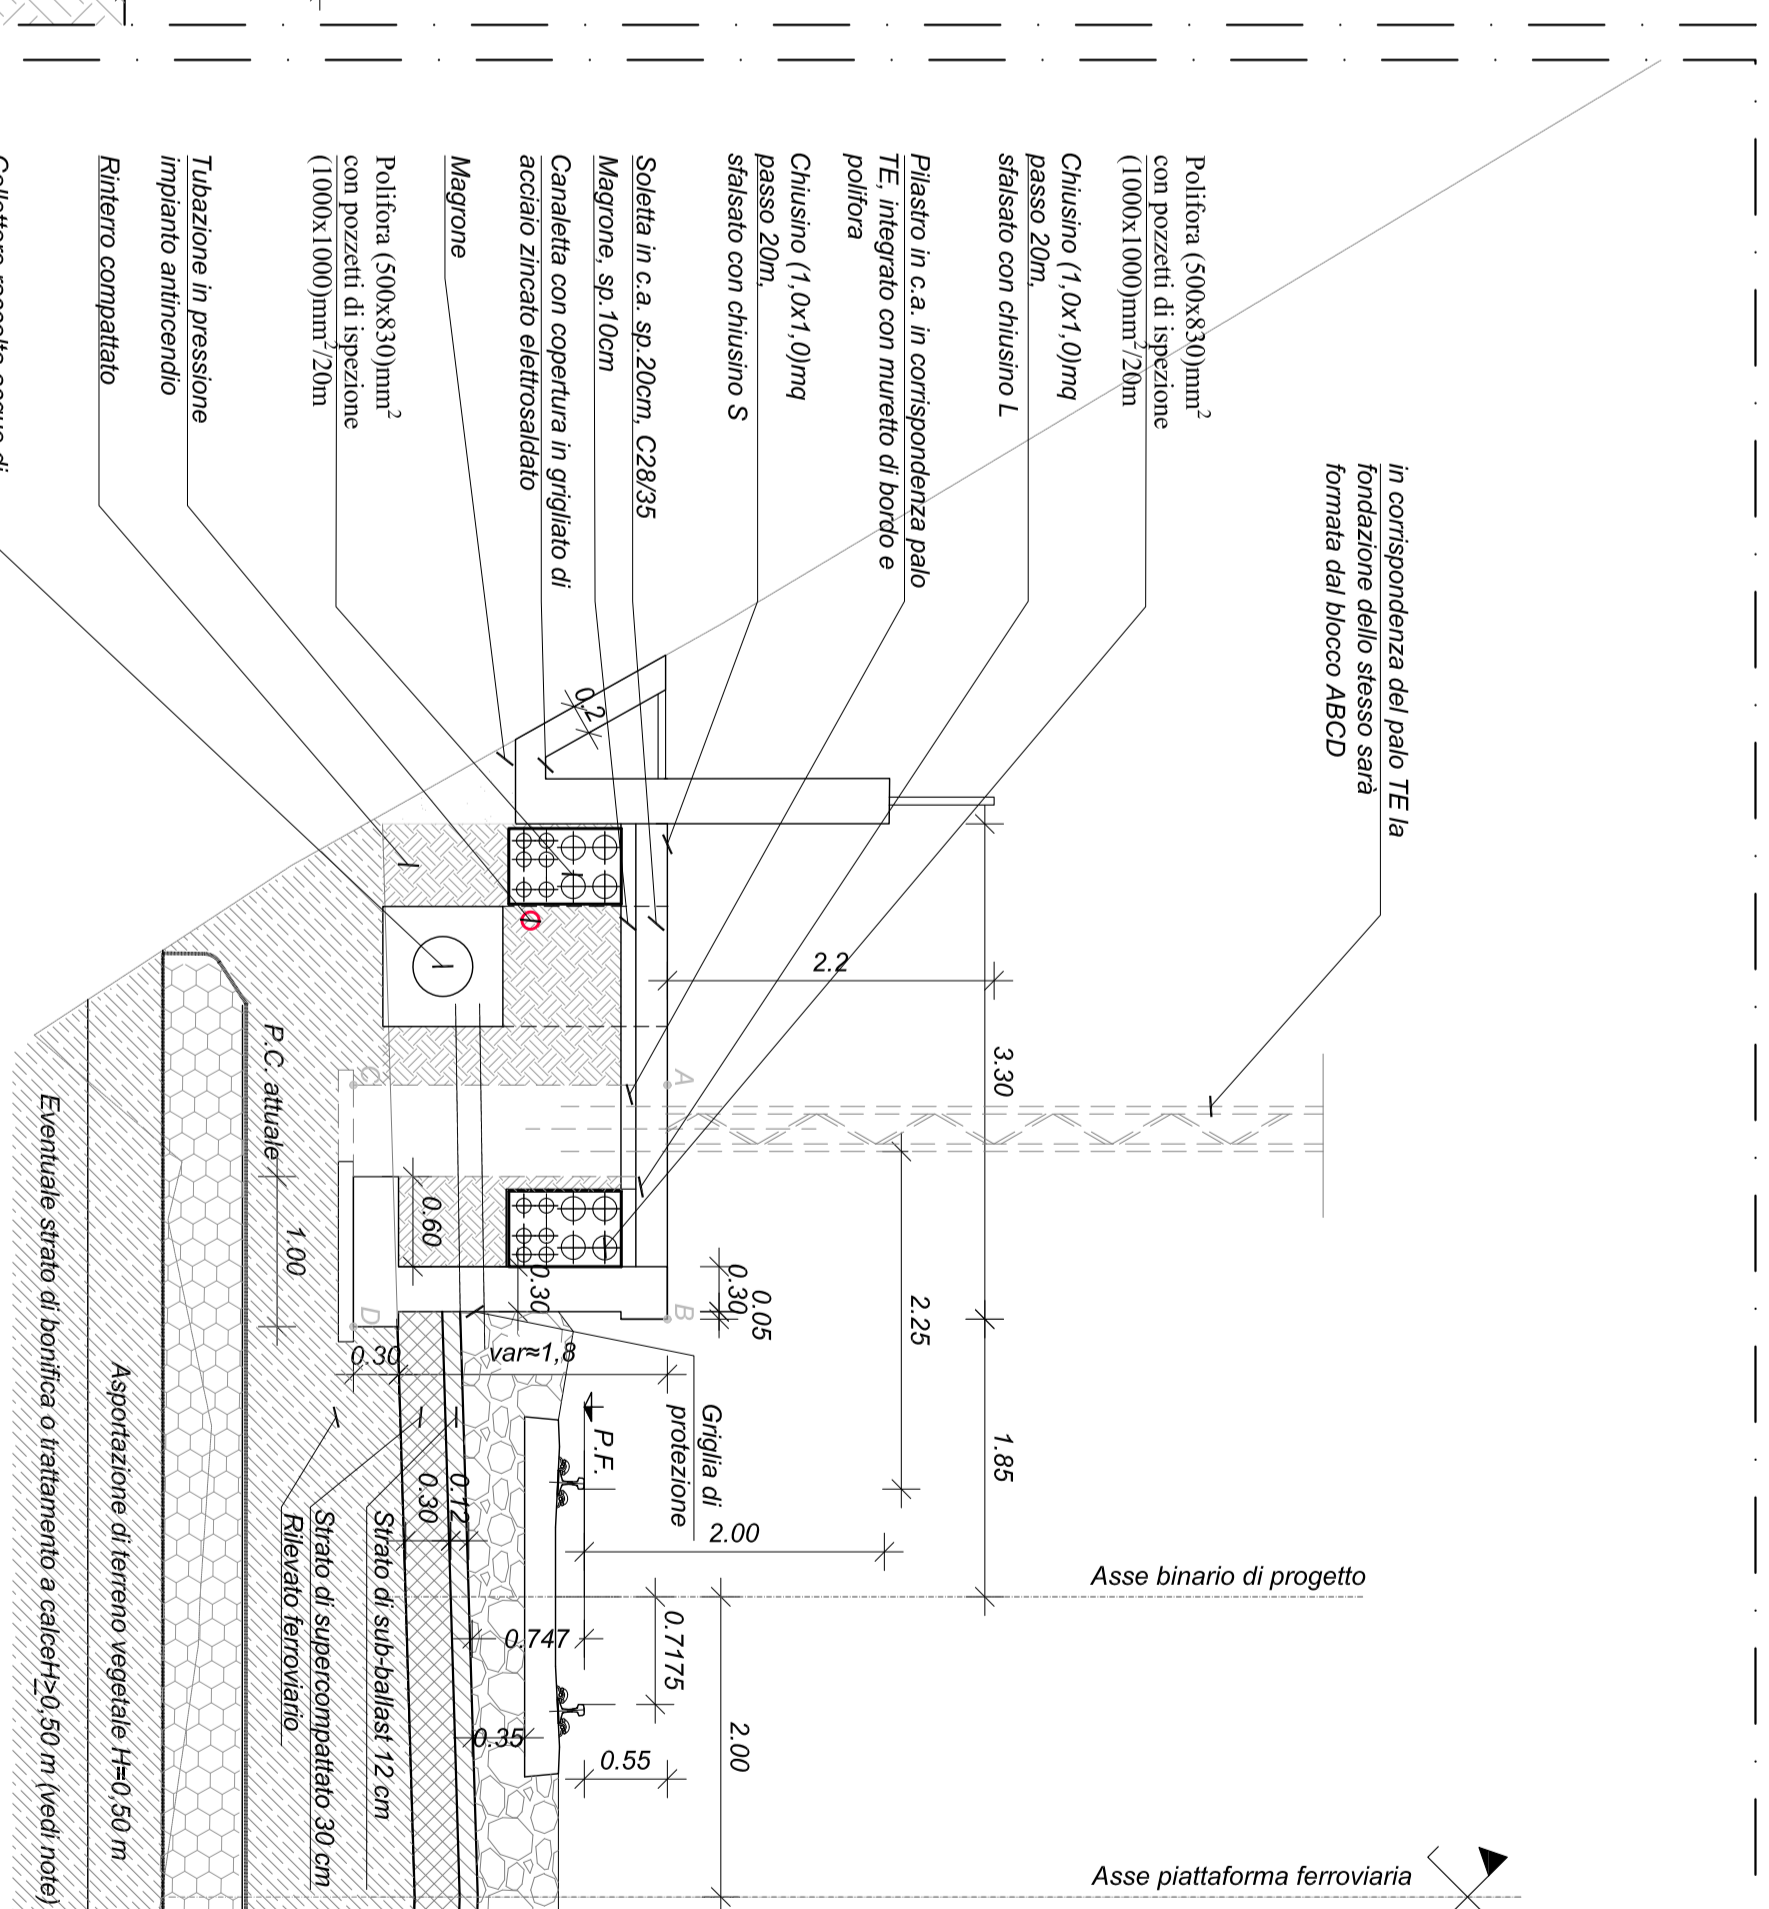 in corrispondenza del palo TE la
fondazione dello stesso sarà
formata dal blocco ABCD
Polifora (500x830)mm²
con pozzetti di ispezione
(1000x1000)mm²/20m
Chiusino (1,0x1,0)mq
passo 20m,
sfalsato con chiusino L
Pilastro in c.a. in corrispondenza palo
TE, integrato con muretto di bordo e
polifora
Chiusino (1,0x1,0)mq
passo 20m,
sfalsato con chiusino S
Soletta in c.a. sp.20cm, C28/35
Magrone, sp.10cm
Canaletta con copertura in grigliato di
acciaio zincato elettrosaldato
Magrone
Polifora (500x830)mm²
con pozzetti di ispezione
(1000x1000)mm²/20m
Tubazione in pressione
impianto antincendio
Rinterro compattato
0.2
2.2
3.30
1.85
2.25
A
B
C
D
0.60
0.30
0.30
0.05
1.00
P.C. attuale
0.30
var≈1,8
Griglia di
protezione
P.F.
2.00
0.12
0.30
0.747
0.7175
0.35
0.55
2.00
Asse binario di progetto
Asse piattaforma ferroviaria
Strato di sub-ballast 12 cm
Strato di supercompattato 30 cm
Rilevato ferroviario
Asportazione di terreno vegetale H=0,50 m
Eventuale strato di bonifica o trattamento a calceH≥0,50 m (vedi note)